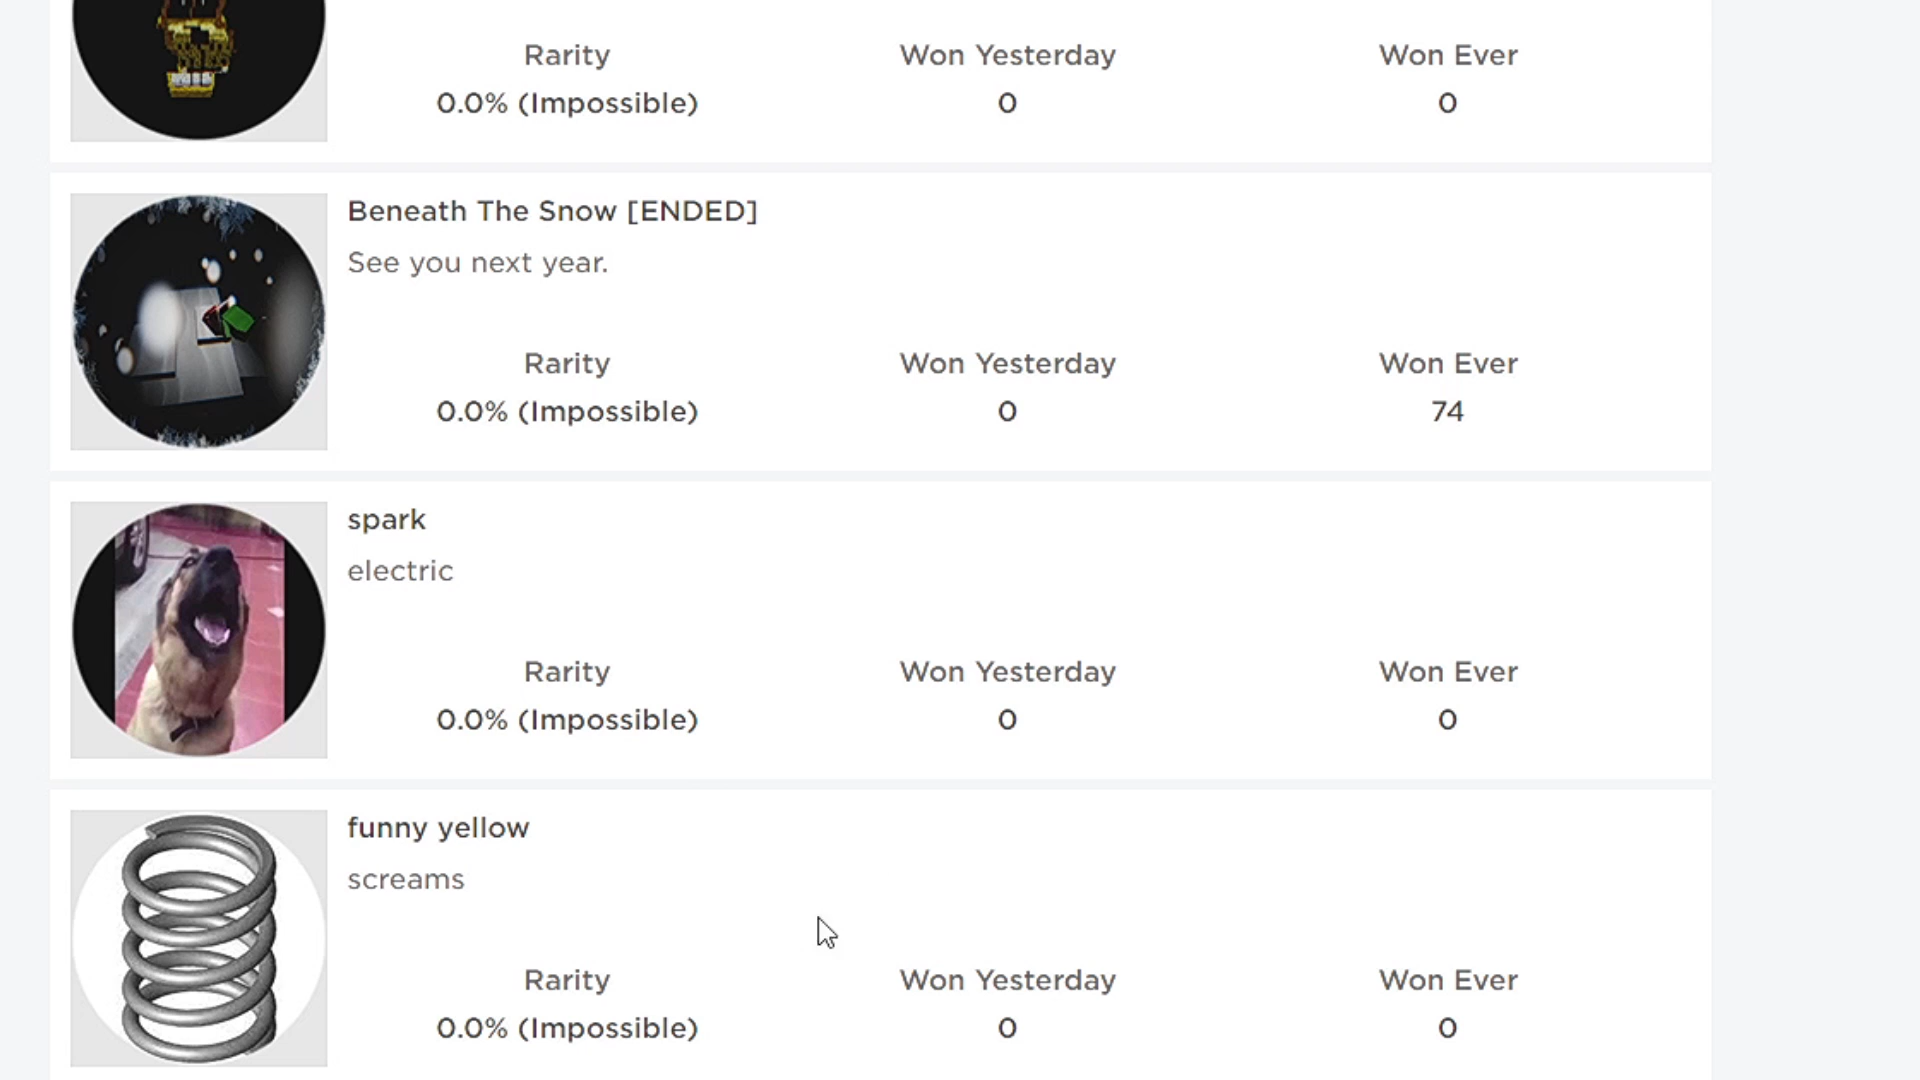 Rarity Won Yesterday Won Ever
0.0% (Impossible) 0 0
Beneath The Snow [ENDED]
See you next year.
Rarity Won Yesterday Won Ever
0.0% (Impossible) 0 74
spark
electric
Rarity Won Yesterday Won Ever
0.0% (Impossible) 0 0
funny yellow
screams
Rarity Won Yesterday Won Ever
0.0% (Impossible) 0 0